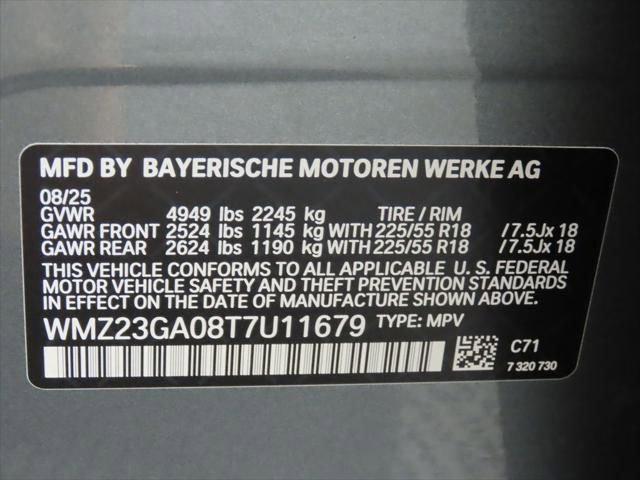 MFD BY BAYERISCHE MOTOREN WERKE AG
08/25
GVWR 4949 lbs 2245 kg TIRE / RIM
GAWR FRONT 2524 lbs 1145 kg WITH 225/55 R18 /7.5Jx 18
GAWR REAR 2624 lbs 1190 kg WITH 225/55 R18 /7.5Jx 18
THIS VEHICLE CONFORMS TO ALL APPLICABLE U. S. FEDERAL
MOTOR VEHICLE SAFETY AND THEFT PREVENTION STANDARDS
IN EFFECT ON THE DATE OF MANUFACTURE SHOWN ABOVE.
WMZ23GA08T7U11679 TYPE: MPV
C71
7 320 730